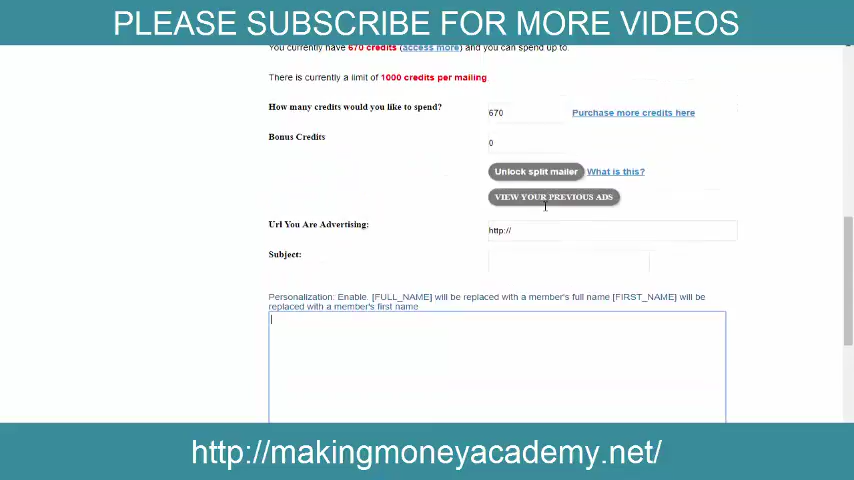 PLEASE SUBSCRIBE FOR MORE VIDEOS
You currently have 670 credits (access more) and you can spend up to.
There is currently a limit of 1000 credits per mailing
How many credits would you like to spend?
670
Purchase more credits here
Bonus Credits
0
Unlock split mailer
What is this?
VIEW YOUR PREVIOUS ADS
Url You Are Advertising:
http://
Subject:
Personalization: Enable. [FULL_NAME] will be replaced with a member's full name [FIRST_NAME] will be
replaced with a member's first name
http://makingmoneyacademy.net/